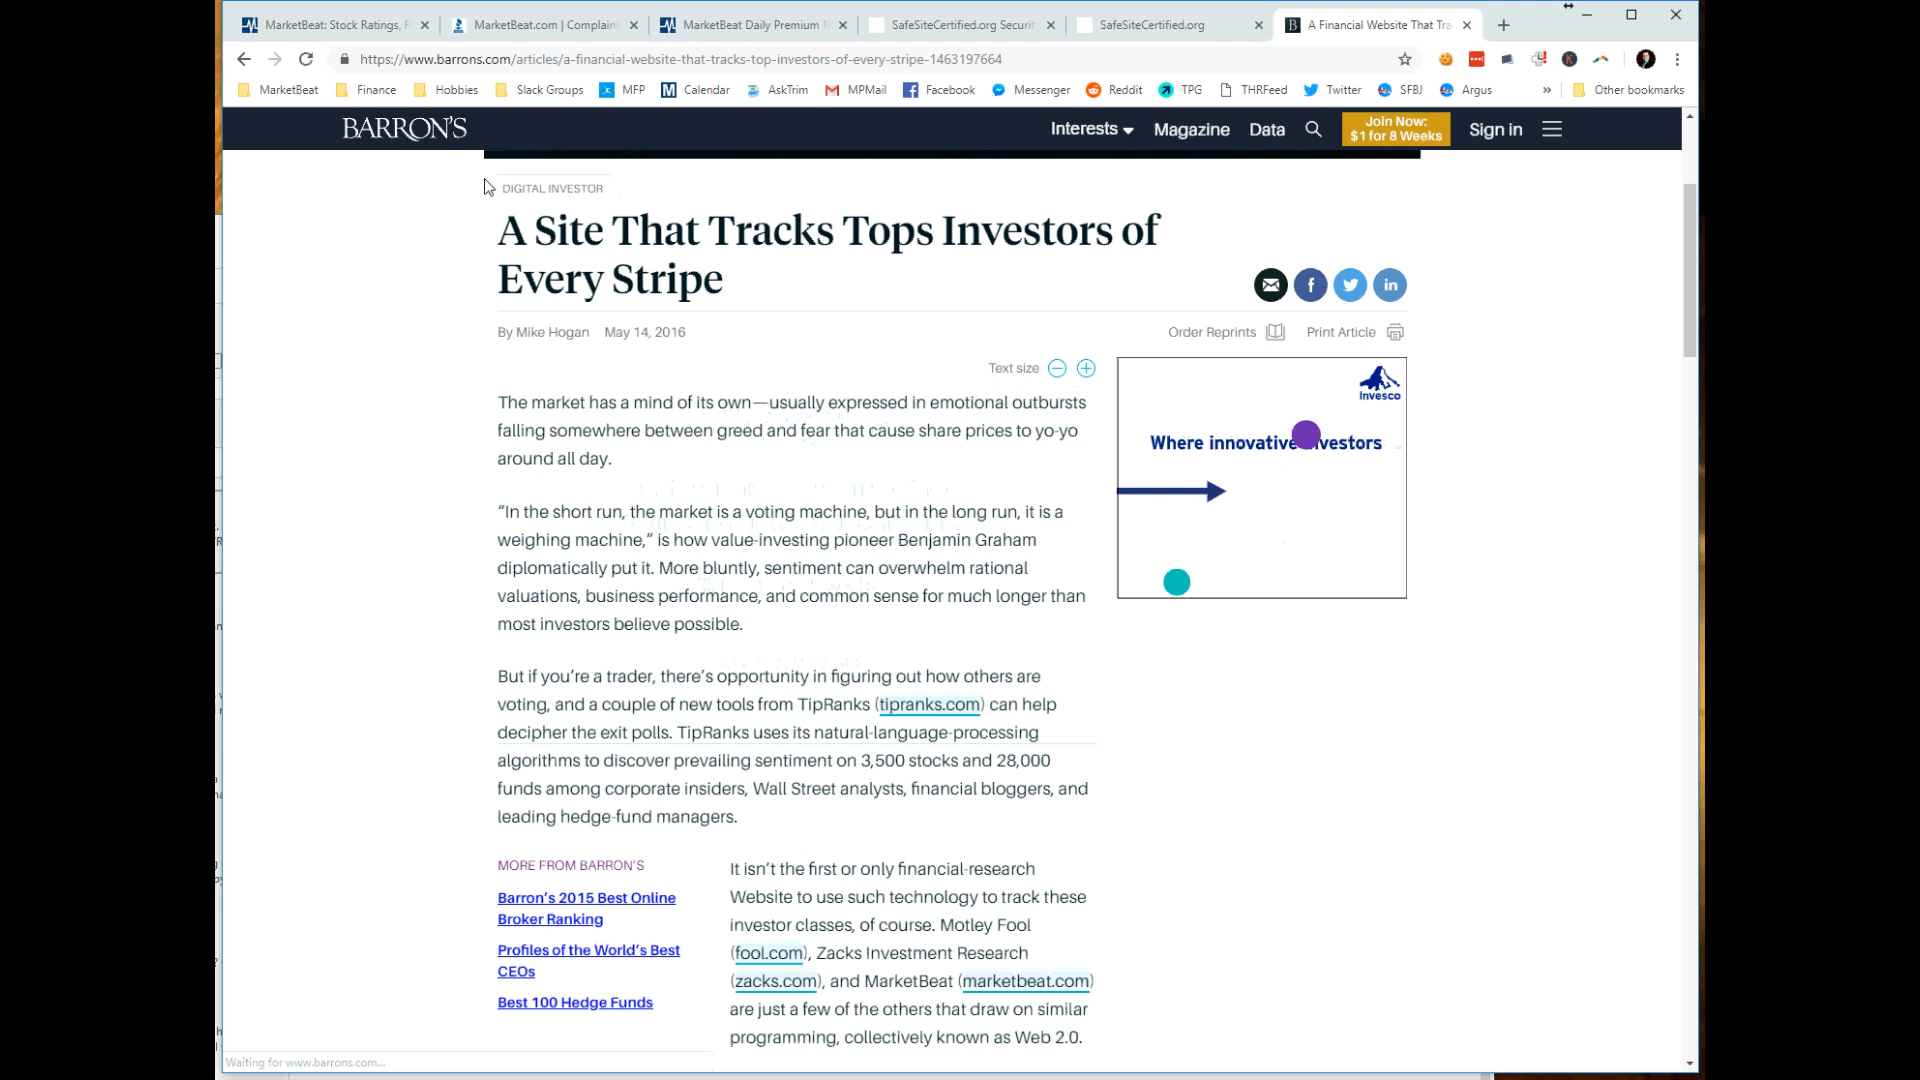 MarketBeat: Stock Ratings,
MarketBeat.com | Complain
MarketBeat Daily Premium
SafeSiteCertified.org Securit
SafeSiteCertified.org
A Financial Website That Tra
https://www.barrons.com/articles/a-financial-website-that-tracks-top-investors-of-every-stripe-1463197664
MarketBeat Finance Hobbies Slack Groups MFP Calendar AskTrim MPMail Facebook Messenger Reddit TPG THRFeed Twitter SFBJ Argus » Other bookmarks
BARRON'S Interests Magazine Data Join Now: $1 for 8 Weeks Sign in
DIGITAL INVESTOR
A Site That Tracks Tops Investors of
Every Stripe
By Mike Hogan May 14, 2016 Order Reprints Print Article
Text size
The market has a mind of its own—usually expressed in emotional outbursts
falling somewhere between greed and fear that cause share prices to yo-yo
around all day.
“In the short run, the market is a voting machine, but in the long run, it is a
weighing machine,” is how value-investing pioneer Benjamin Graham
diplomatically put it. More bluntly, sentiment can overwhelm rational
valuations, business performance, and common sense for much longer than
most investors believe possible.
But if you’re a trader, there’s opportunity in figuring out how others are
voting, and a couple of new tools from TipRanks (tipranks.com) can help
decipher the exit polls. TipRanks uses its natural-language-processing
algorithms to discover prevailing sentiment on 3,500 stocks and 28,000
funds among corporate insiders, Wall Street analysts, financial bloggers, and
leading hedge-fund managers.
Invesco
Where innovative investors
MORE FROM BARRON'S
Barron’s 2015 Best Online
Broker Ranking
Profiles of the World’s Best
CEOs
Best 100 Hedge Funds
It isn’t the first or only financial-research
Website to use such technology to track these
investor classes, of course. Motley Fool
(fool.com), Zacks Investment Research
(zacks.com), and MarketBeat (marketbeat.com)
are just a few of the others that draw on similar
programming, collectively known as Web 2.0.
Waiting for www.barrons.com...